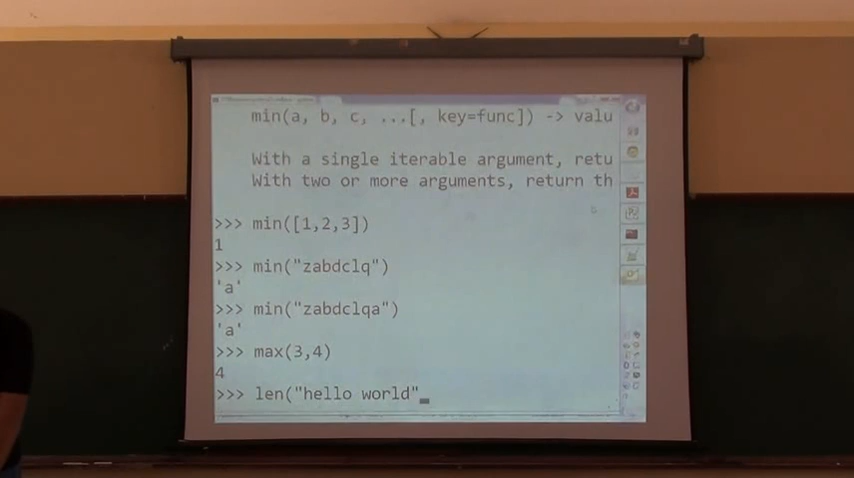 min(a, b, c, ...[, key=func]) -> valu
With a single iterable argument, retu
With two or more arguments, return th
>>> min([1,2,3])
1
>>> min("zabdclq")
'a'
>>> min("zabdclqa")
'a'
>>> max(3,4)
4
>>> len("hello world"